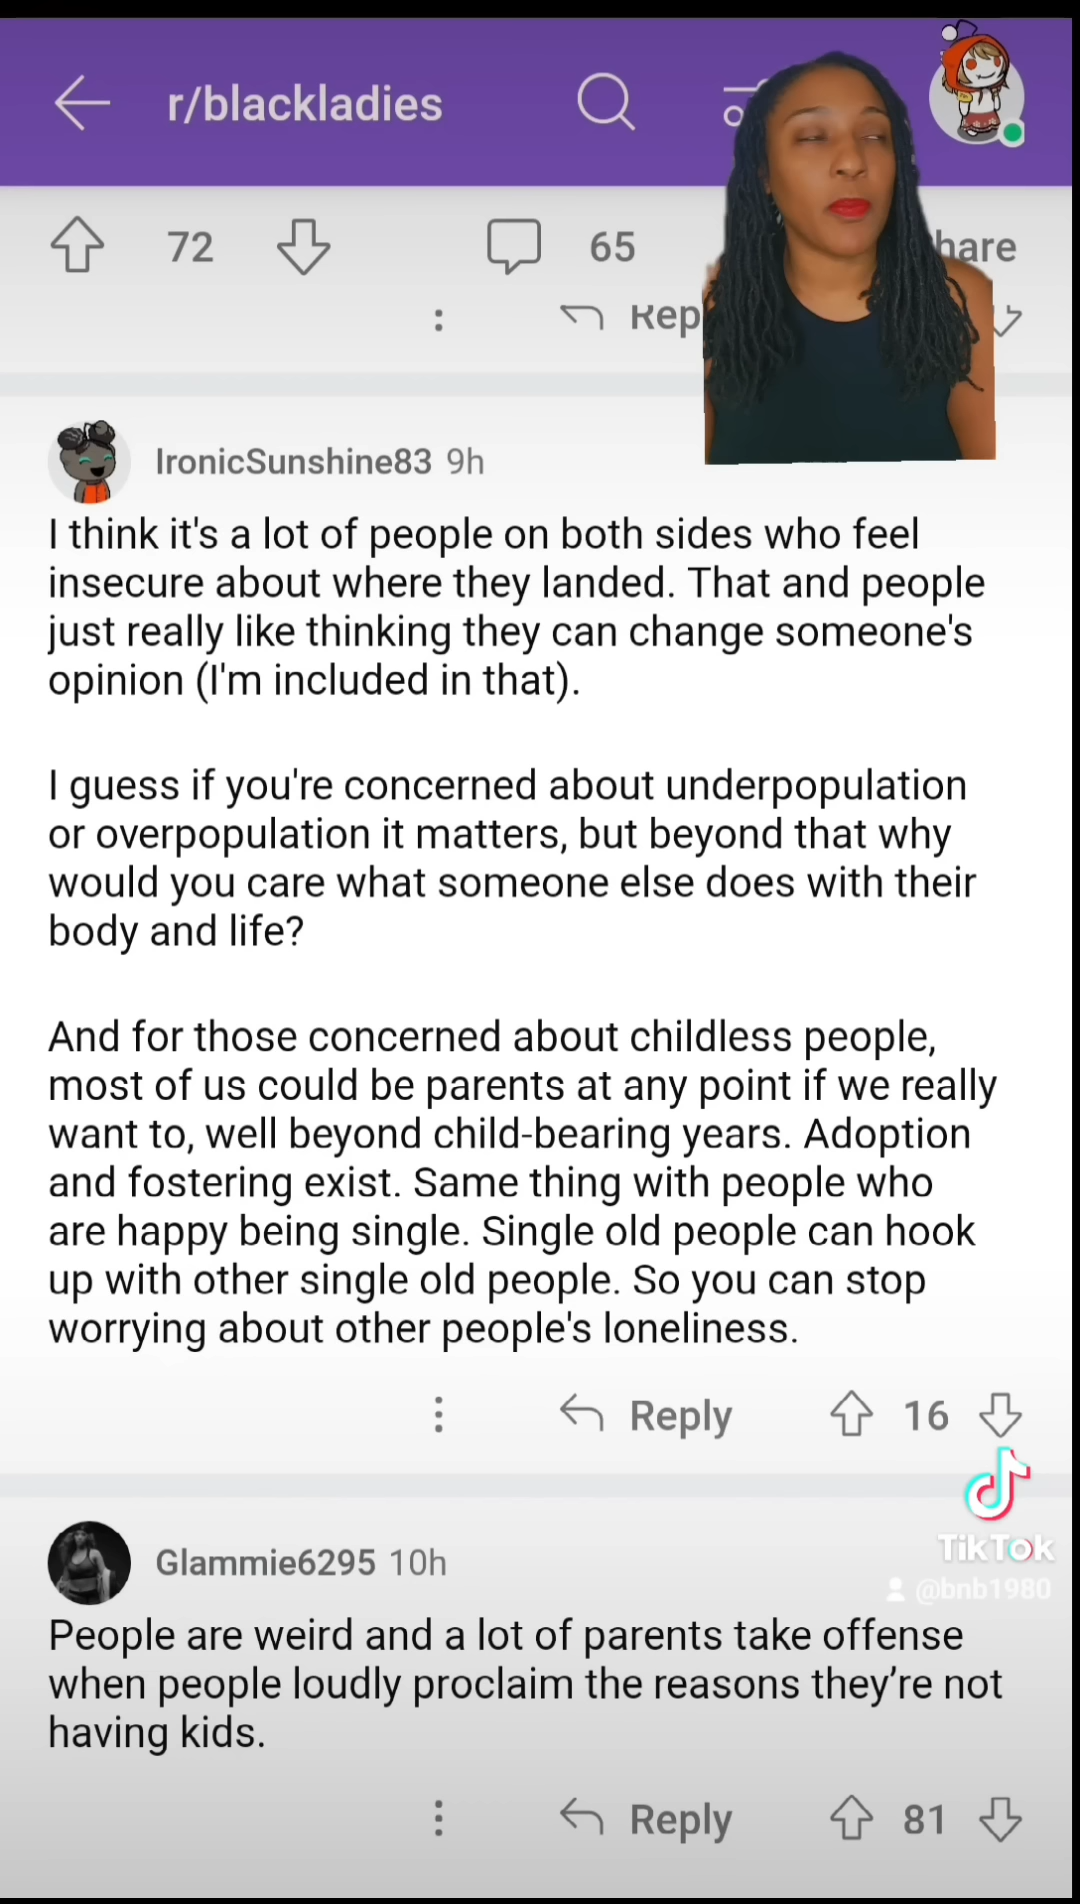 r/blackladies
72
65
hare
Rep
IronicSunshine83 9h
I think it's a lot of people on both sides who feel
insecure about where they landed. That and people
just really like thinking they can change someone's
opinion (I'm included in that).
I guess if you're concerned about underpopulation
or overpopulation it matters, but beyond that why
would you care what someone else does with their
body and life?
And for those concerned about childless people,
most of us could be parents at any point if we really
want to, well beyond child-bearing years. Adoption
and fostering exist. Same thing with people who
are happy being single. Single old people can hook
up with other single old people. So you can stop
worrying about other people's loneliness.
Reply
16
TikTok
@bnb1980
Glammie6295 10h
People are weird and a lot of parents take offense
when people loudly proclaim the reasons they’re not
having kids.
Reply
81